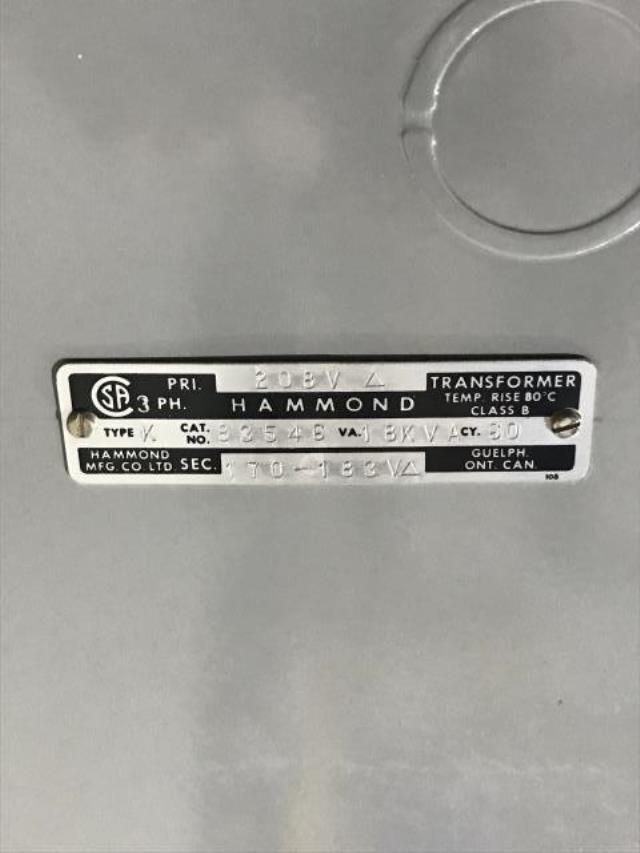 PRI. 208V △ TRANSFORMER
CSA 3 PH. HAMMOND TEMP. RISE 80°C
CLASS B
TYPE K CAT. NO. 83546 VA. 18KVA CY. 60
HAMMOND MFG. CO. LTD. SEC. 170-183V△ GUELPH. ONT. CAN.
108